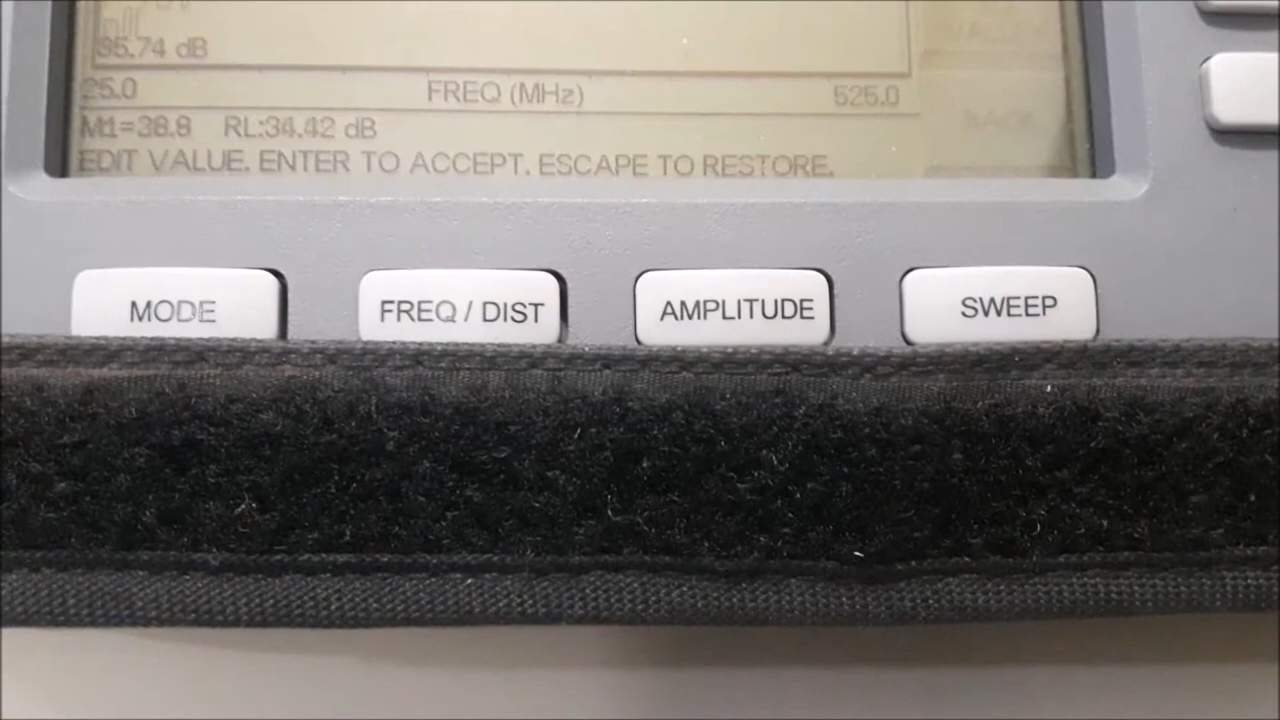 35.74 dB
25.0 FREQ (MHz) 525.0
M1=38.8 RL:34.42 dB
EDIT VALUE. ENTER TO ACCEPT. ESCAPE TO RESTORE.
BACK
MODE FREQ / DIST AMPLITUDE SWEEP